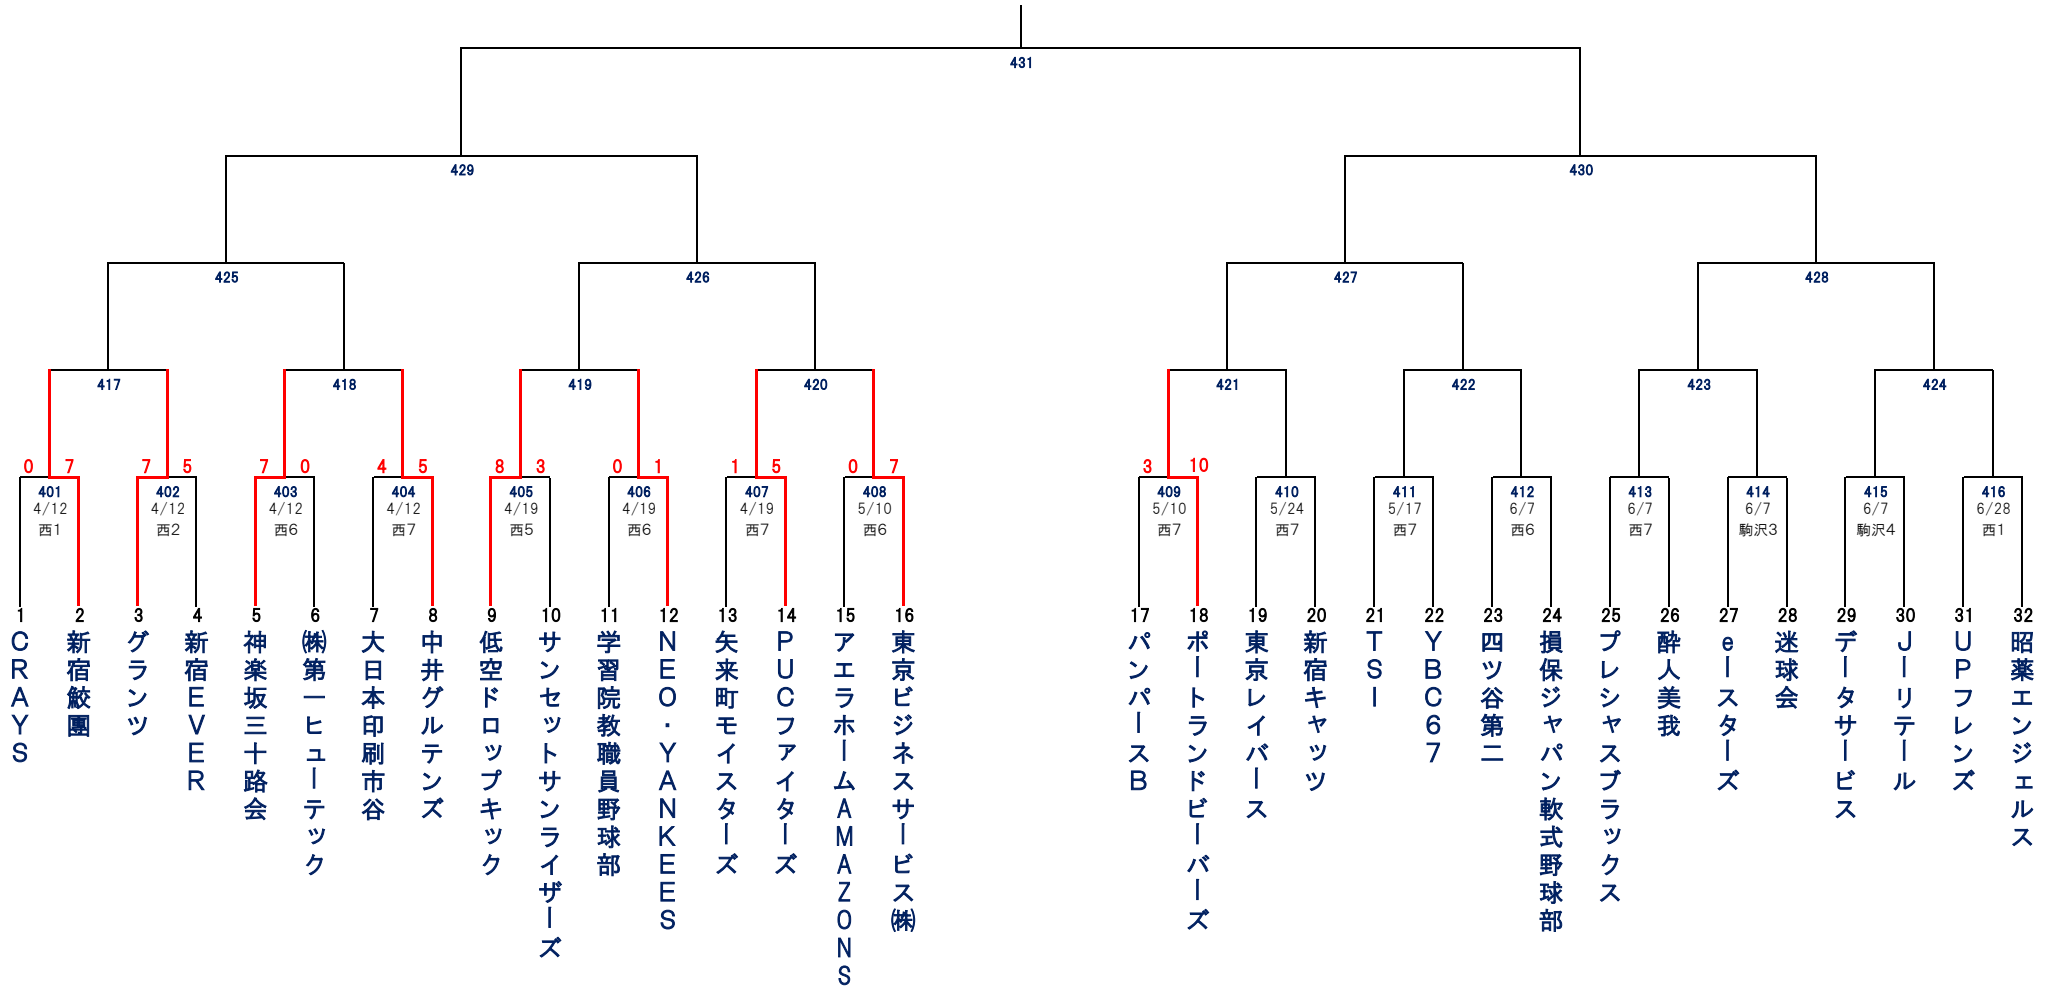 431
429
430
425
426
427
428
417
418
419
420
421
422
423
424
0 7
7 5
7 0
4 5
8 3
0 1
1 5
0 7
3 10
401
4/12
西1
402
4/12
西2
403
4/12
西6
404
4/12
西7
405
4/19
西5
406
4/19
西6
407
4/19
西7
408
5/10
西6
409
5/10
西7
410
5/24
西7
411
5/17
西7
412
6/7
西6
413
6/7
西7
414
6/7
駒沢3
415
6/7
駒沢4
416
6/28
西1
1
CRAYS
2
新宿鮫團
3
グランツ
4
新宿EVER
5
神楽坂三十路会
6
㈱第一ヒューテック
7
大日本印刷市谷
8
中井グルテンズ
9
低空ドロップキック
10
サンセットサンライザーズ
11
学習院教職員野球部
12
NEO・YANKEES
13
矢来町モイスターズ
14
PUCファイターズ
15
アエラホームAMAZONS
16
東京ビジネスサービス㈱
17
パンパースB
18
ポートランドビーバーズ
19
東京レイバース
20
新宿キャッツ
21
TSI
22
YBC67
23
四ツ谷第二
24
損保ジャパン軟式野球部
25
プレシャスブラックス
26
酔人美我
27
eースターズ
28
迷球会
29
データサービス
30
Jーリテール
31
UPフレンズ
32
昭薬エンジェルス